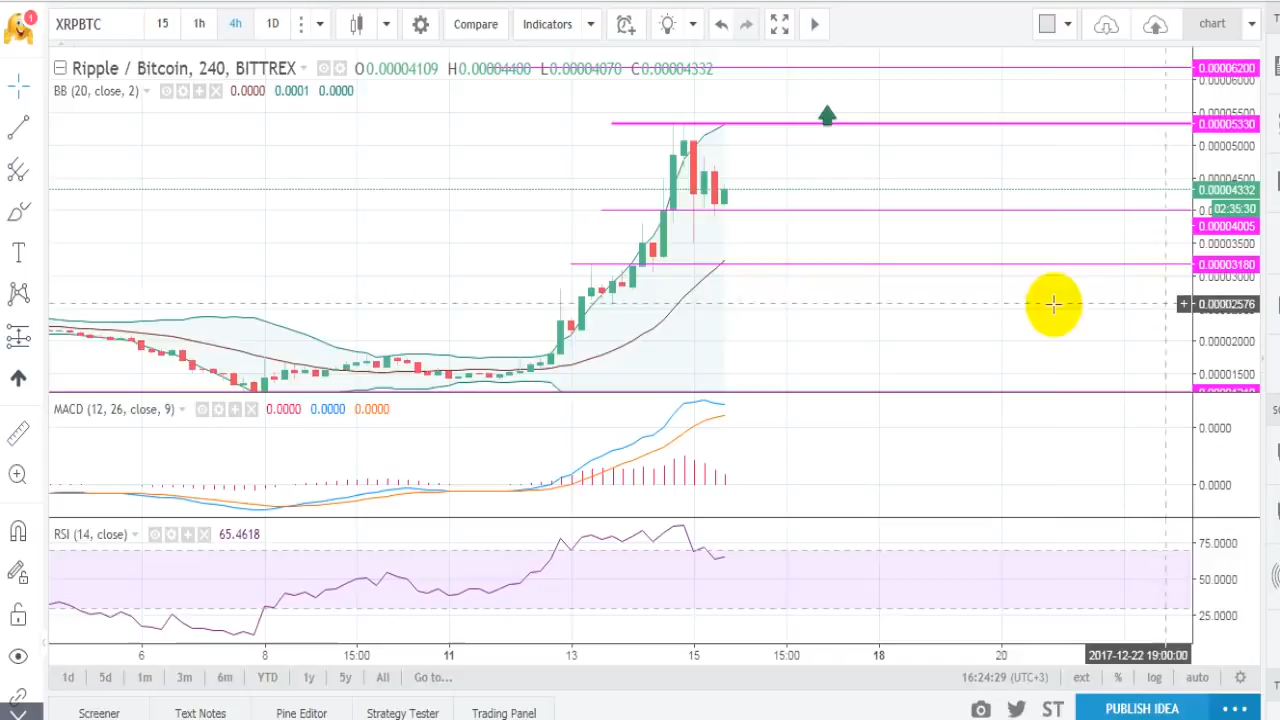 1
XRPBTC 15 1h 4h 1D Compare Indicators chart
Ripple / Bitcoin, 240, BITTREX O0.00004109 H0.00004400 L0.00004070 C0.00004332
BB (20, close, 2) 0.0000 0.0001 0.0000
0.00006200
0.00005330
0.00005000
0.00004332
02:35:30
0.00004005
0.00003500
0.00003180
0.00003000
0.00002576
0.00002000
0.00001500
MACD (12, 26, close, 9) 0.0000 0.0000 0.0000
0.0000
0.0000
RSI (14, close) 65.4618
75.0000
50.0000
25.0000
6 8 15:00 11 13 15 15:00 18 20 2017-12-22 19:00:00
1d 5d 1m 3m 6m YTD 1y 5y All Go to... 16:24:29 (UTC+3) ext % log auto
Screener Text Notes Pine Editor Strategy Tester Trading Panel ST PUBLISH IDEA